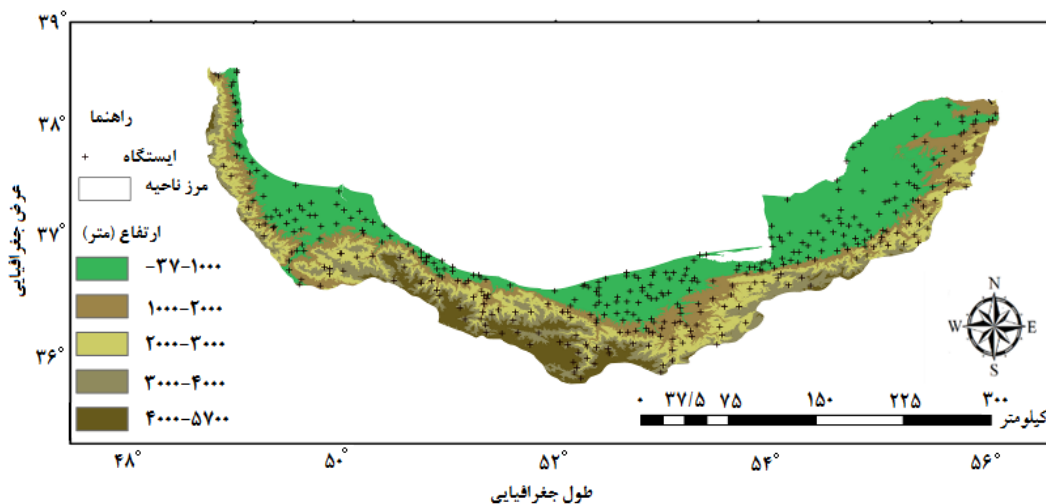 ۳۹°
۳۸°
۳۷°
۳۶°
عرض جغرافیایی
راهنما
ایستگاه
مرز ناحیه
ارتفاع (متر)
-۳۷-۱۰۰۰
۱۰۰۰-۲۰۰۰
۲۰۰۰-۳۰۰۰
۳۰۰۰-۴۰۰۰
۴۰۰۰-۵۷۰۰
N
W E
S
۰ ۳۷/۵ ۷۵ ۱۵۰ ۲۲۵ ۳۰۰
کیلومتر
۴۸° ۵۰° ۵۲° ۵۴° ۵۶°
طول جغرافیایی